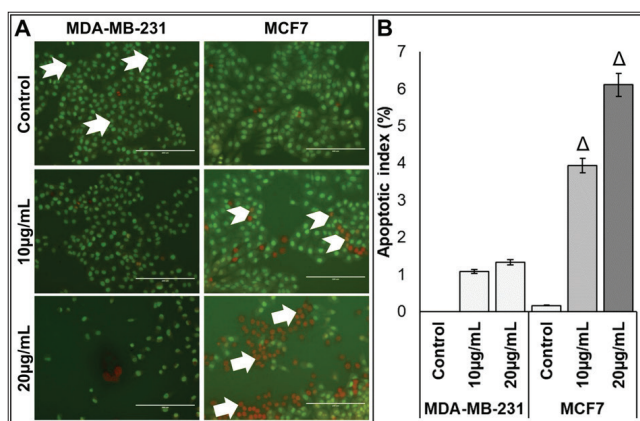 A
MDA-MB-231
MCF7
Control
10µg/mL
20µg/mL
B
Apoptotic index (%)
7
6
5
4
3
2
1
0
Δ
Δ
Control
10µg/mL
20µg/mL
Control
10µg/mL
20µg/mL
MDA-MB-231
MCF7